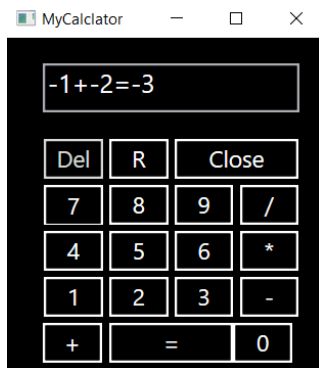 MyCalclator
-1+-2=-3
Del R Close
7 8 9 /
4 5 6 *
1 2 3 -
+ = 0